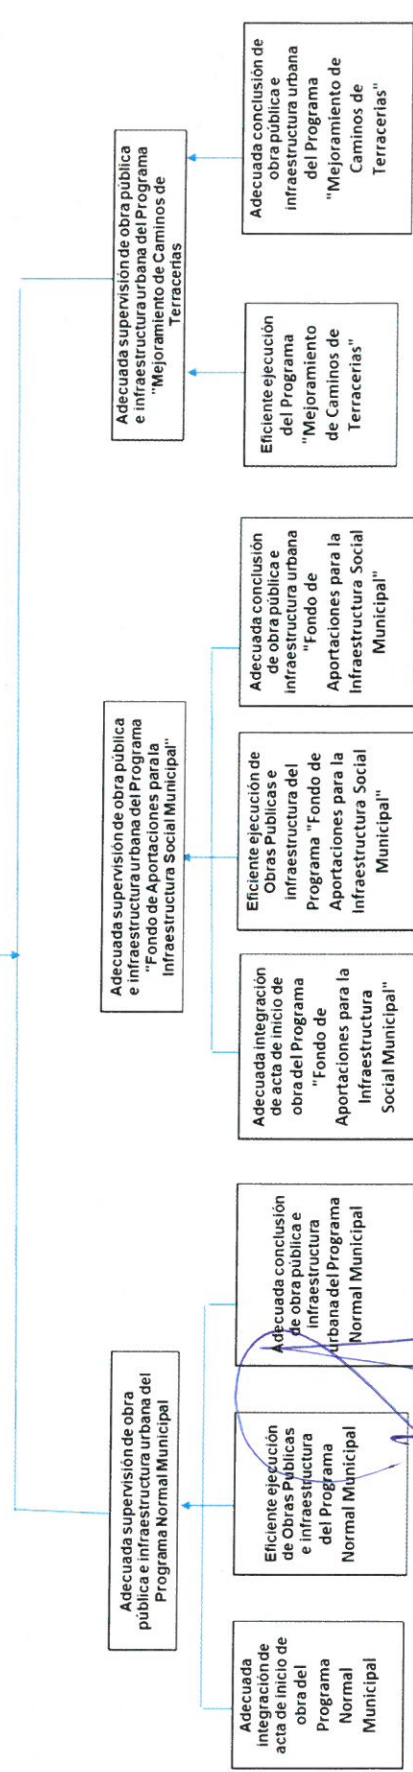 Adecuada supervisión de obra
pública e infraestructura urbana del
Programa Normal Municipal
Adecuada supervisión de obra pública
e infraestructura urbana del Programa
"Fondo de Aportaciones para la
Infraestructura Social Municipal"
Adecuada supervisión de obra pública
e infraestructura urbana del Programa
"Mejoramiento de Caminos de
Terracerías
Adecuada
integración de
acta de inicio de
obra del
Programa
Normal
Municipal
Eficiente ejecución
de Obras Publicas
e infraestructura
del Programa
Normal Municipal
Adecuada conclusión
de obra pública e
infraestructura
urbana del Programa
Normal Municipal
Adecuada integración
de acta de inicio de
obra del Programa
"Fondo de
Aportaciones para la
Infraestructura
Social Municipal"
Eficiente ejecución de
Obras Publicas e
infraestructura del
Programa "Fondo de
Aportaciones para la
Infraestructura Social
Municipal"
Adecuada conclusión
de obra pública e
infraestructura urbana
"Fondo de
Aportaciones para la
Infraestructura Social
Municipal"
Eficiente ejecución
del Programa
"Mejoramiento
de Caminos de
Terracerias"
Adecuada conclusión de
obra pública e
infraestructura urbana
del Programa
"Mejoramiento de
Caminos de
Terracerias"